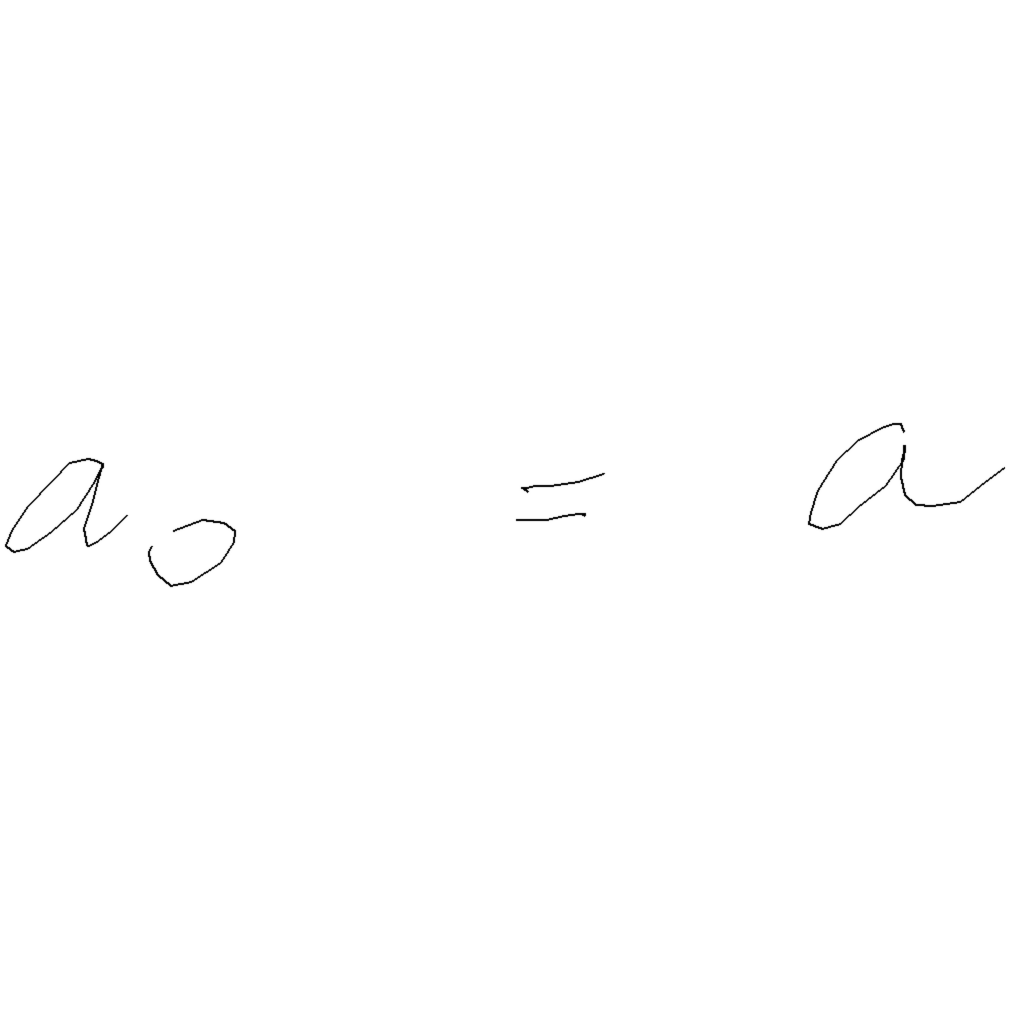 a₀ = a